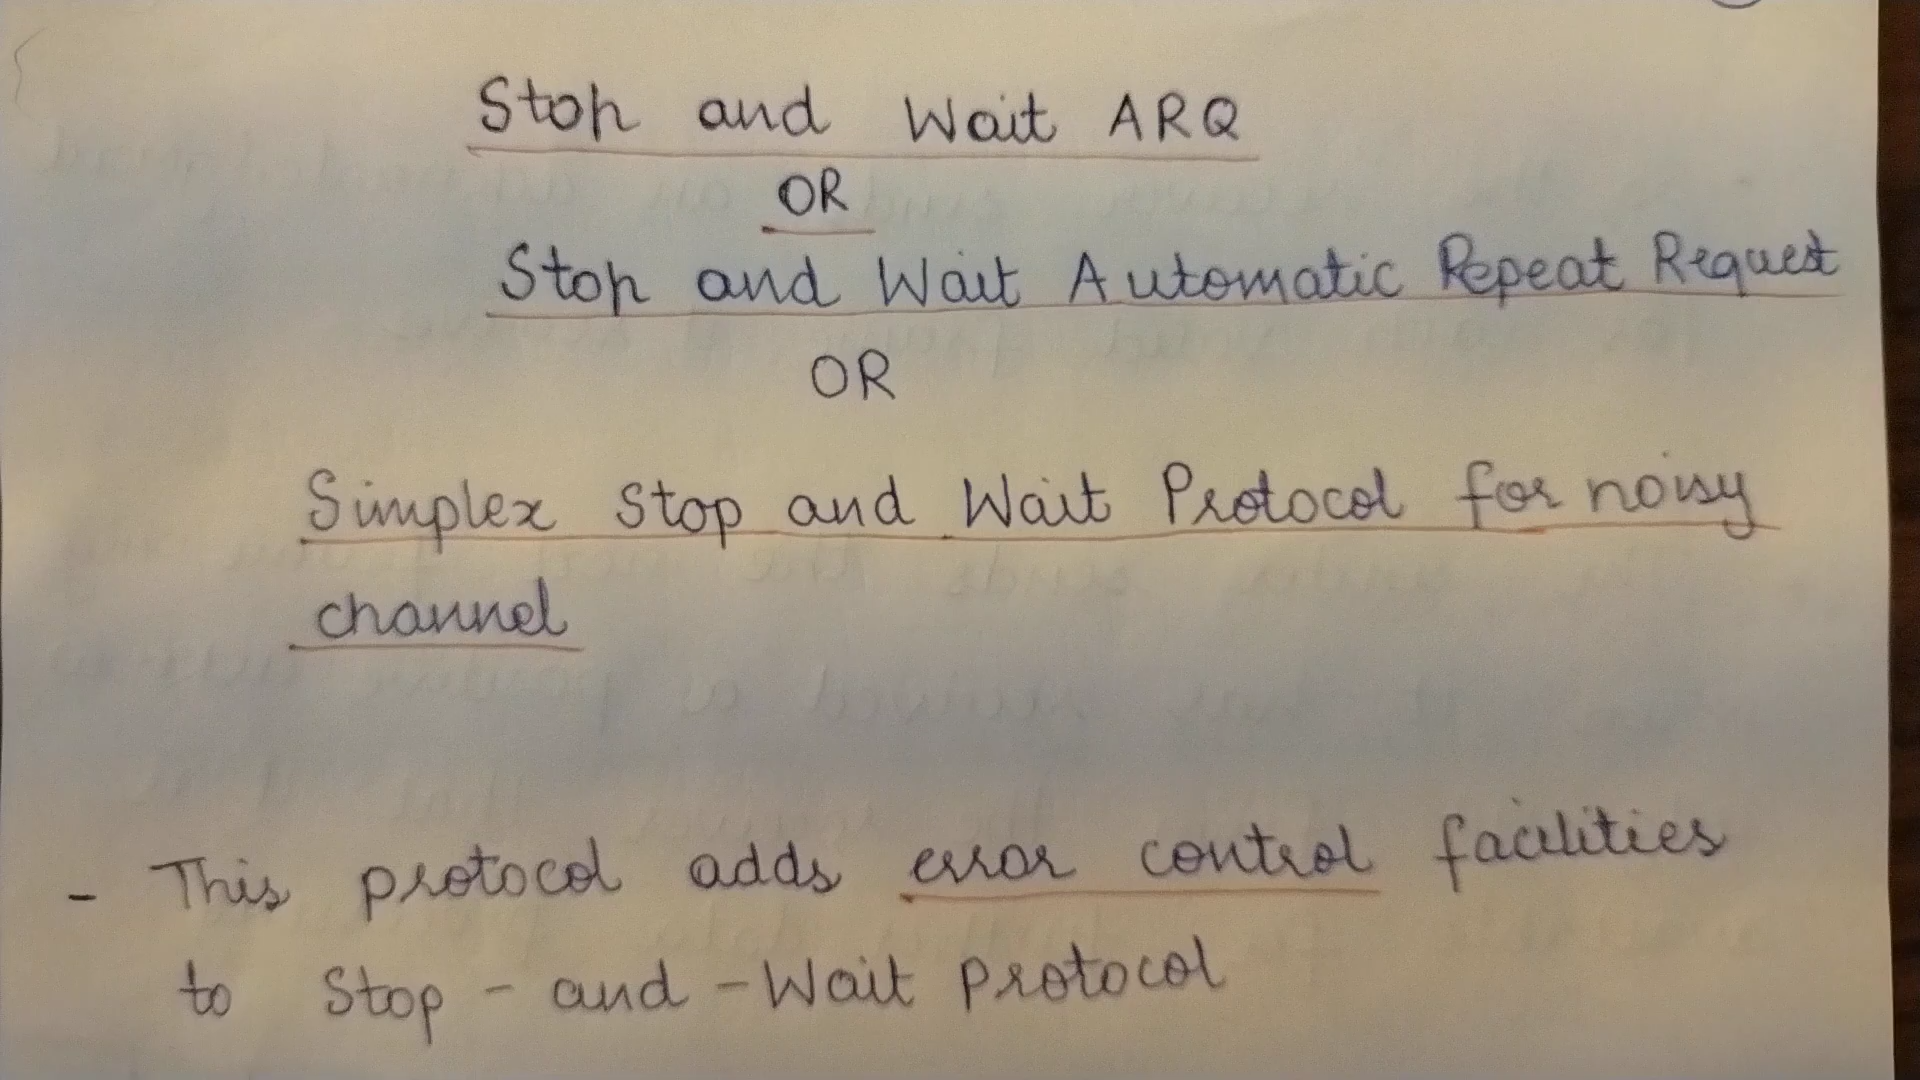 Stop and Wait ARQ
OR
Stop and Wait Automatic Repeat Request
OR
Simplex Stop and Wait Protocol for noisy
channel
- This protocol adds error control facilities
to Stop-and-Wait Protocol